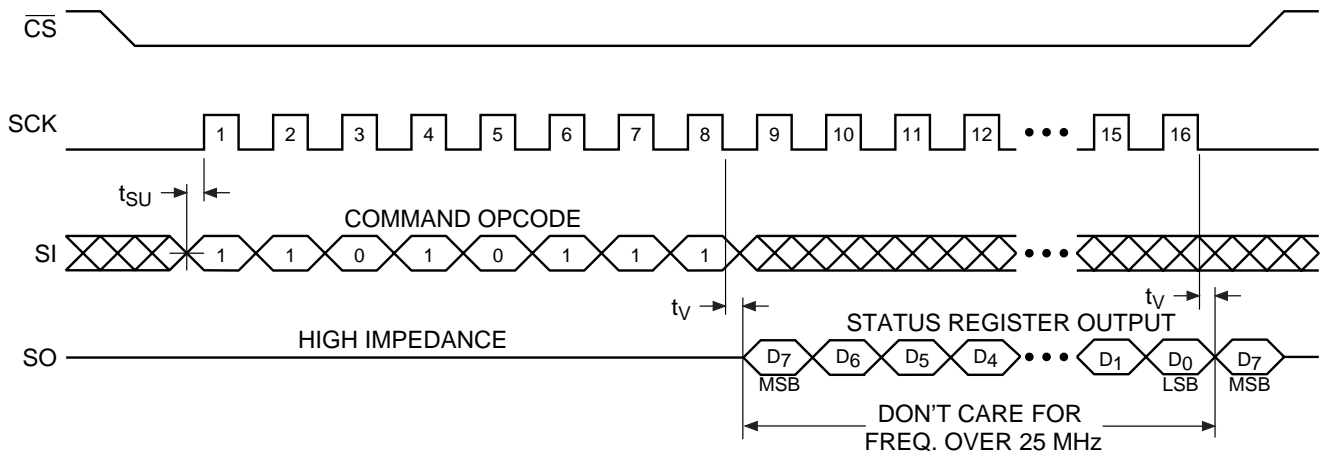 CS
SCK 1 2 3 4 5 6 7 8 9 10 11 12 ••• 15 16
tSU
COMMAND OPCODE
SI 1 1 0 1 0 1 1 1 •••
tV tV
HIGH IMPEDANCE STATUS REGISTER OUTPUT
SO D7 D6 D5 D4 ••• D1 D0 D7
MSB LSB MSB
DON'T CARE FOR
FREQ. OVER 25 MHz